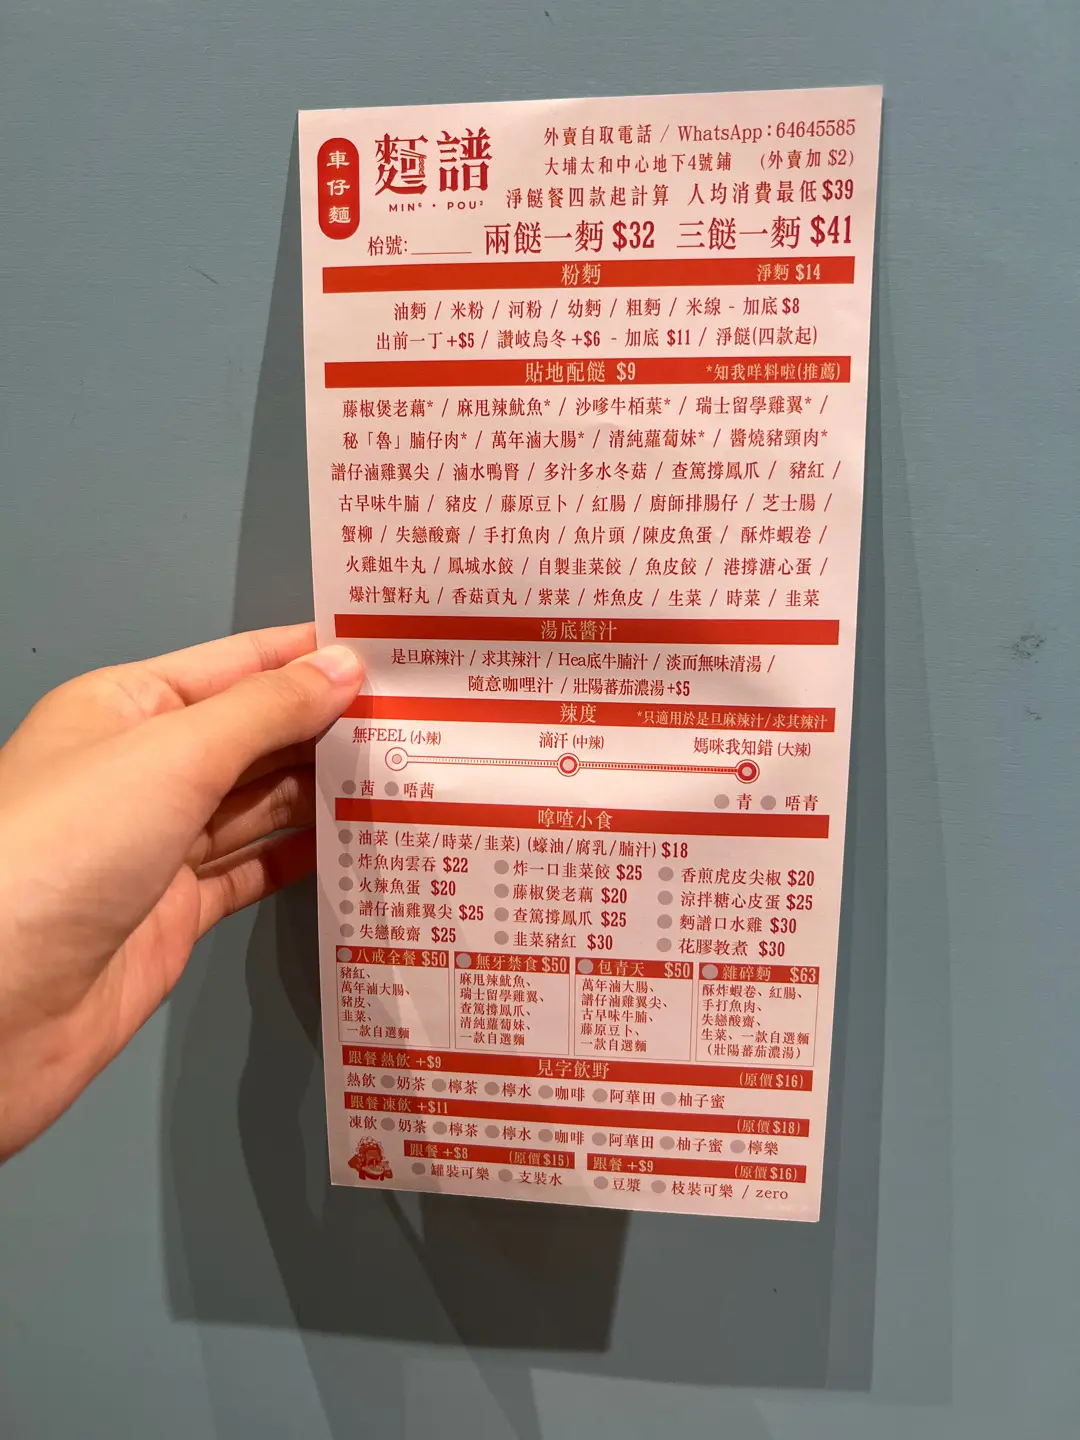 車仔麵
麵譜
MIN⁶・POU²
外賣自取電話 / WhatsApp:64645585
大埔太和中心地下4號鋪 (外賣加 $2)
淨餸餐四款起計算 人均消費最低$39
枱號:______ 兩餸一麪 $32 三餸一麪 $41
粉麪 淨麪 $14
油麪 / 米粉 / 河粉 / 幼麪 / 粗麪 / 米線 - 加底 $8
出前一丁+$5 / 讚岐烏冬+$6 - 加底 $11 / 淨餸(四款起)
貼地配餸 $9 *知我咩料啦(推薦)
藤椒煲老藕* / 麻甩辣魷魚* / 沙嗲牛栢葉* / 瑞士留學雞翼* /
秘「魯」腩仔肉* / 萬年滷大腸* / 清純蘿蔔妹* / 醬燒豬頸肉*
譜仔滷雞翼尖 / 滷水鴨腎 / 多汁多水冬菇 / 查篤撐鳳爪 / 豬紅 /
古早味牛腩 / 豬皮 / 藤原豆卜 / 紅腸 / 廚師排腸仔 / 芝士腸 /
蟹柳 / 失戀酸齋 / 手打魚肉 / 魚片頭 /陳皮魚蛋 / 酥炸蝦卷 /
火雞姐牛丸 / 鳳城水餃 / 自製韭菜餃 / 魚皮餃 / 港撐溏心蛋 /
爆汁蟹籽丸 / 香菇貢丸 / 紫菜 / 炸魚皮 / 生菜 / 時菜 / 韭菜
湯底醬汁
是旦麻辣汁 / 求其辣汁 / Hea底牛腩汁 / 淡而無味清湯 /
隨意咖哩汁 / 壯陽蕃茄濃湯+$5
辣度 *只適用於是旦麻辣汁/求其辣汁
無FEEL (小辣) 滴汗 (中辣) 媽咪我知錯 (大辣)
茜 唔茜 青 唔青
嗱喳小食
油菜 (生菜/時菜/韭菜) (蠔油/腐乳/腩汁) $18
炸魚肉雲吞 $22 炸一口韭菜餃 $25 香煎虎皮尖椒 $20
火辣魚蛋 $20 藤椒煲老藕 $20 涼拌糖心皮蛋 $25
譜仔滷雞翼尖 $25 查篤撐鳳爪 $25 麪譜口水雞 $30
失戀酸齋 $25 韭菜豬紅 $30 花膠教煮 $30
八戒全餐 $50 無牙禁食 $50 包青天 $50 雜碎麪 $63
豬紅、
萬年滷大腸、
豬皮、
韭菜、
一款自選麵
麻甩辣魷魚、
瑞士留學雞翼、
查篤撐鳳爪、
清純蘿蔔妹、
一款自選麵
萬年滷大腸、
譜仔滷雞翼尖、
古早味牛腩、
藤原豆卜、
一款自選麵
酥炸蝦卷、紅腸、
手打魚肉、
失戀酸齋、
生菜、一款自選麵
(壯陽蕃茄濃湯)
跟餐 熱飲 +$9 見字飲野 (原價 $16)
熱飲 奶茶 檸茶 檸水 咖啡 阿華田 柚子蜜
跟餐 凍飲 +$11 (原價 $18)
凍飲 奶茶 檸茶 檸水 咖啡 阿華田 柚子蜜 檸樂
跟餐 +$8 (原價 $15) 跟餐 +$9 (原價 $16)
罐裝可樂 支裝水 豆漿 枝裝可樂 / zero